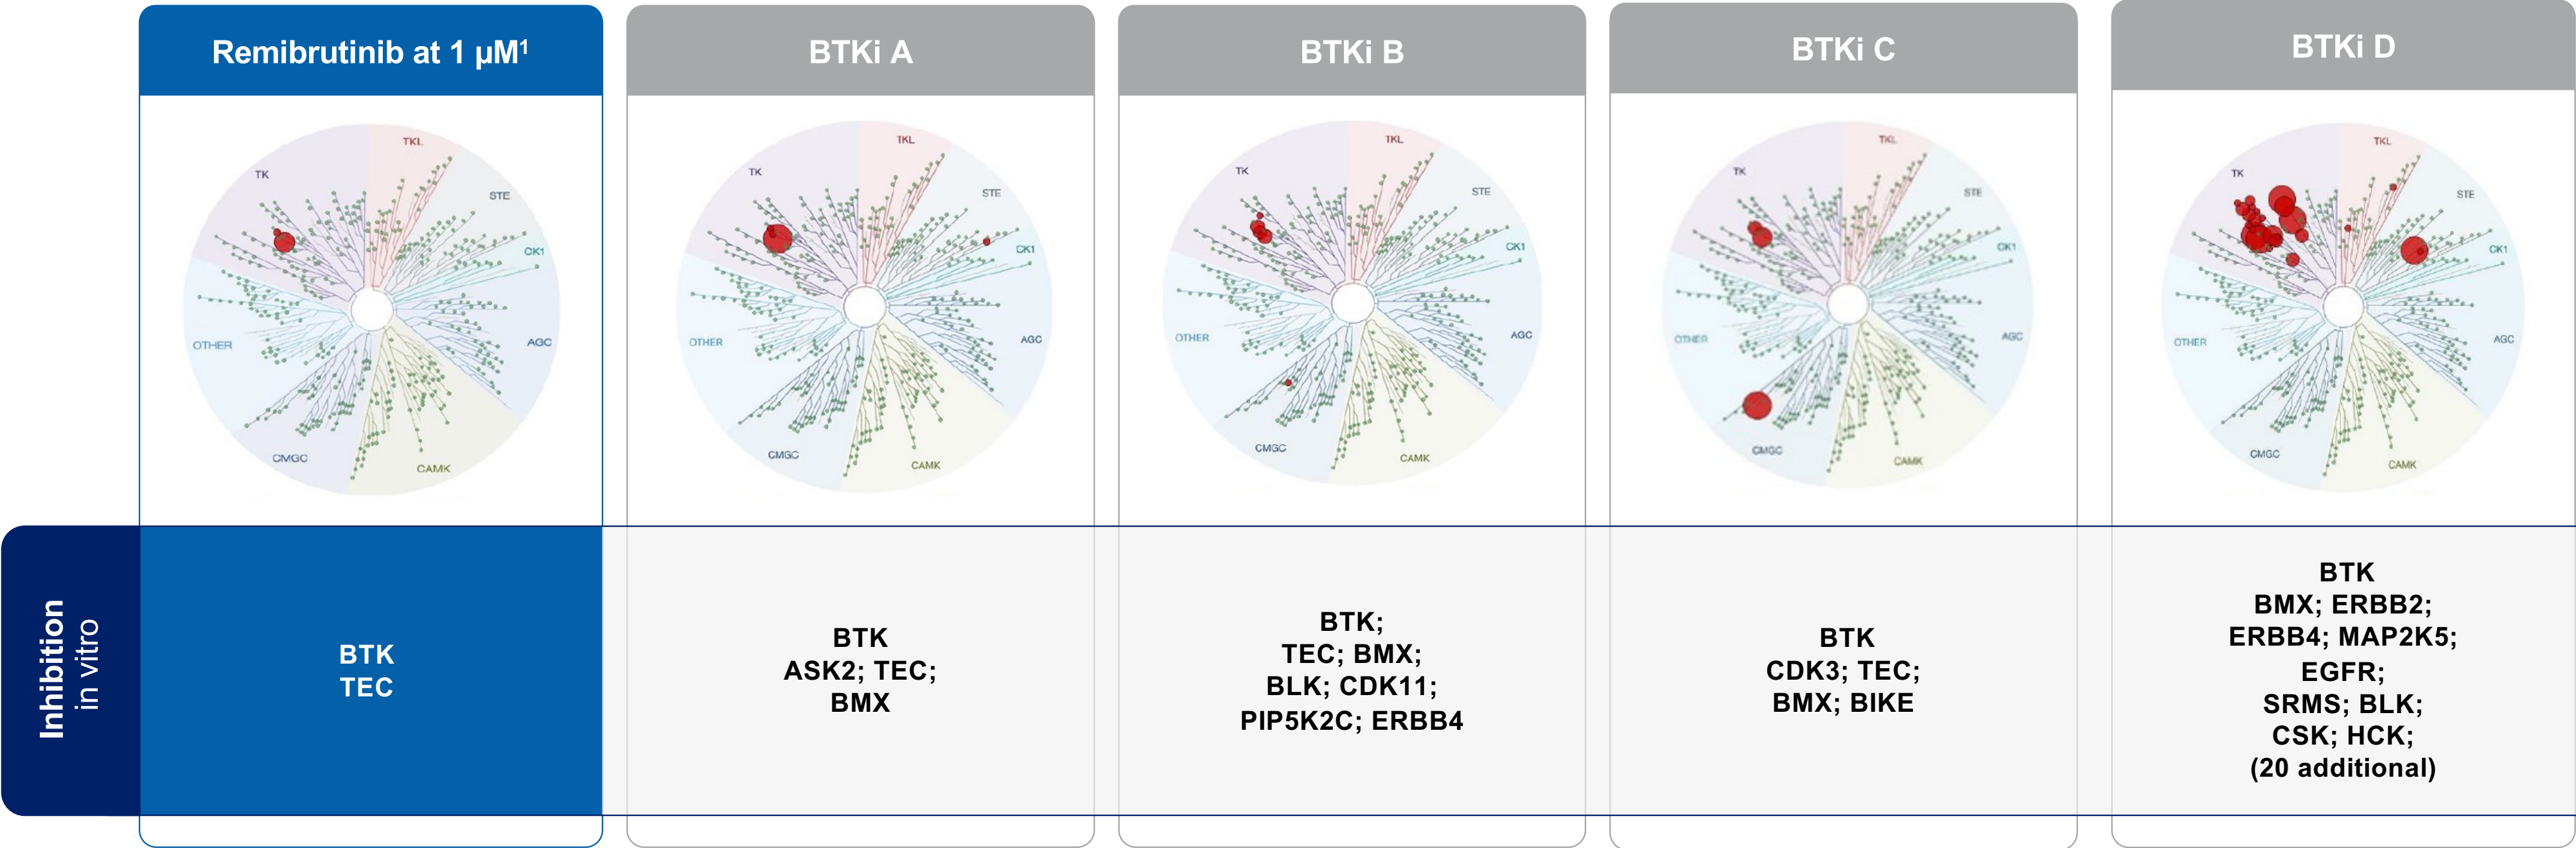 Remibrutinib at 1 µM¹
BTKi A
BTKi B
BTKi C
BTKi D
TK
TKL
STE
CK1
AGC
CAMK
CMGC
OTHER
TK
TKL
STE
CK1
AGC
CAMK
CMGC
OTHER
TK
TKL
STE
CK1
AGC
CAMK
CMGC
OTHER
TK
TKL
STE
CK1
AGC
CAMK
CMGC
OTHER
TK
TKL
STE
CK1
AGC
CAMK
CMGC
OTHER
Inhibition
in vitro
BTK
TEC
BTK
ASK2; TEC;
BMX
BTK;
TEC; BMX;
BLK; CDK11;
PIP5K2C; ERBB4
BTK
CDK3; TEC;
BMX; BIKE
BTK
BMX; ERBB2;
ERBB4; MAP2K5;
EGFR;
SRMS; BLK;
CSK; HCK;
(20 additional)